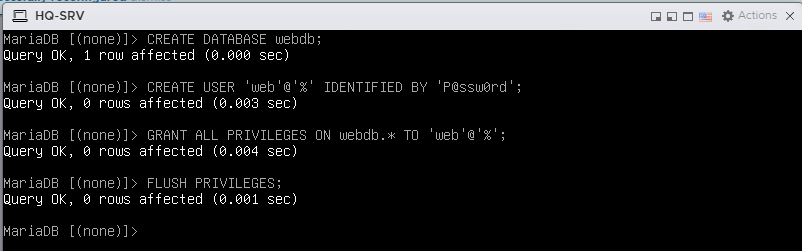 HQ-SRV
Actions
MariaDB [(none)]> CREATE DATABASE webdb;
Query OK, 1 row affected (0.000 sec)
MariaDB [(none)]> CREATE USER 'web'@'%' IDENTIFIED BY 'P@ssw0rd';
Query OK, 0 rows affected (0.003 sec)
MariaDB [(none)]> GRANT ALL PRIVILEGES ON webdb.* TO 'web'@'%';
Query OK, 0 rows affected (0.004 sec)
MariaDB [(none)]> FLUSH PRIVILEGES;
Query OK, 0 rows affected (0.001 sec)
MariaDB [(none)]>